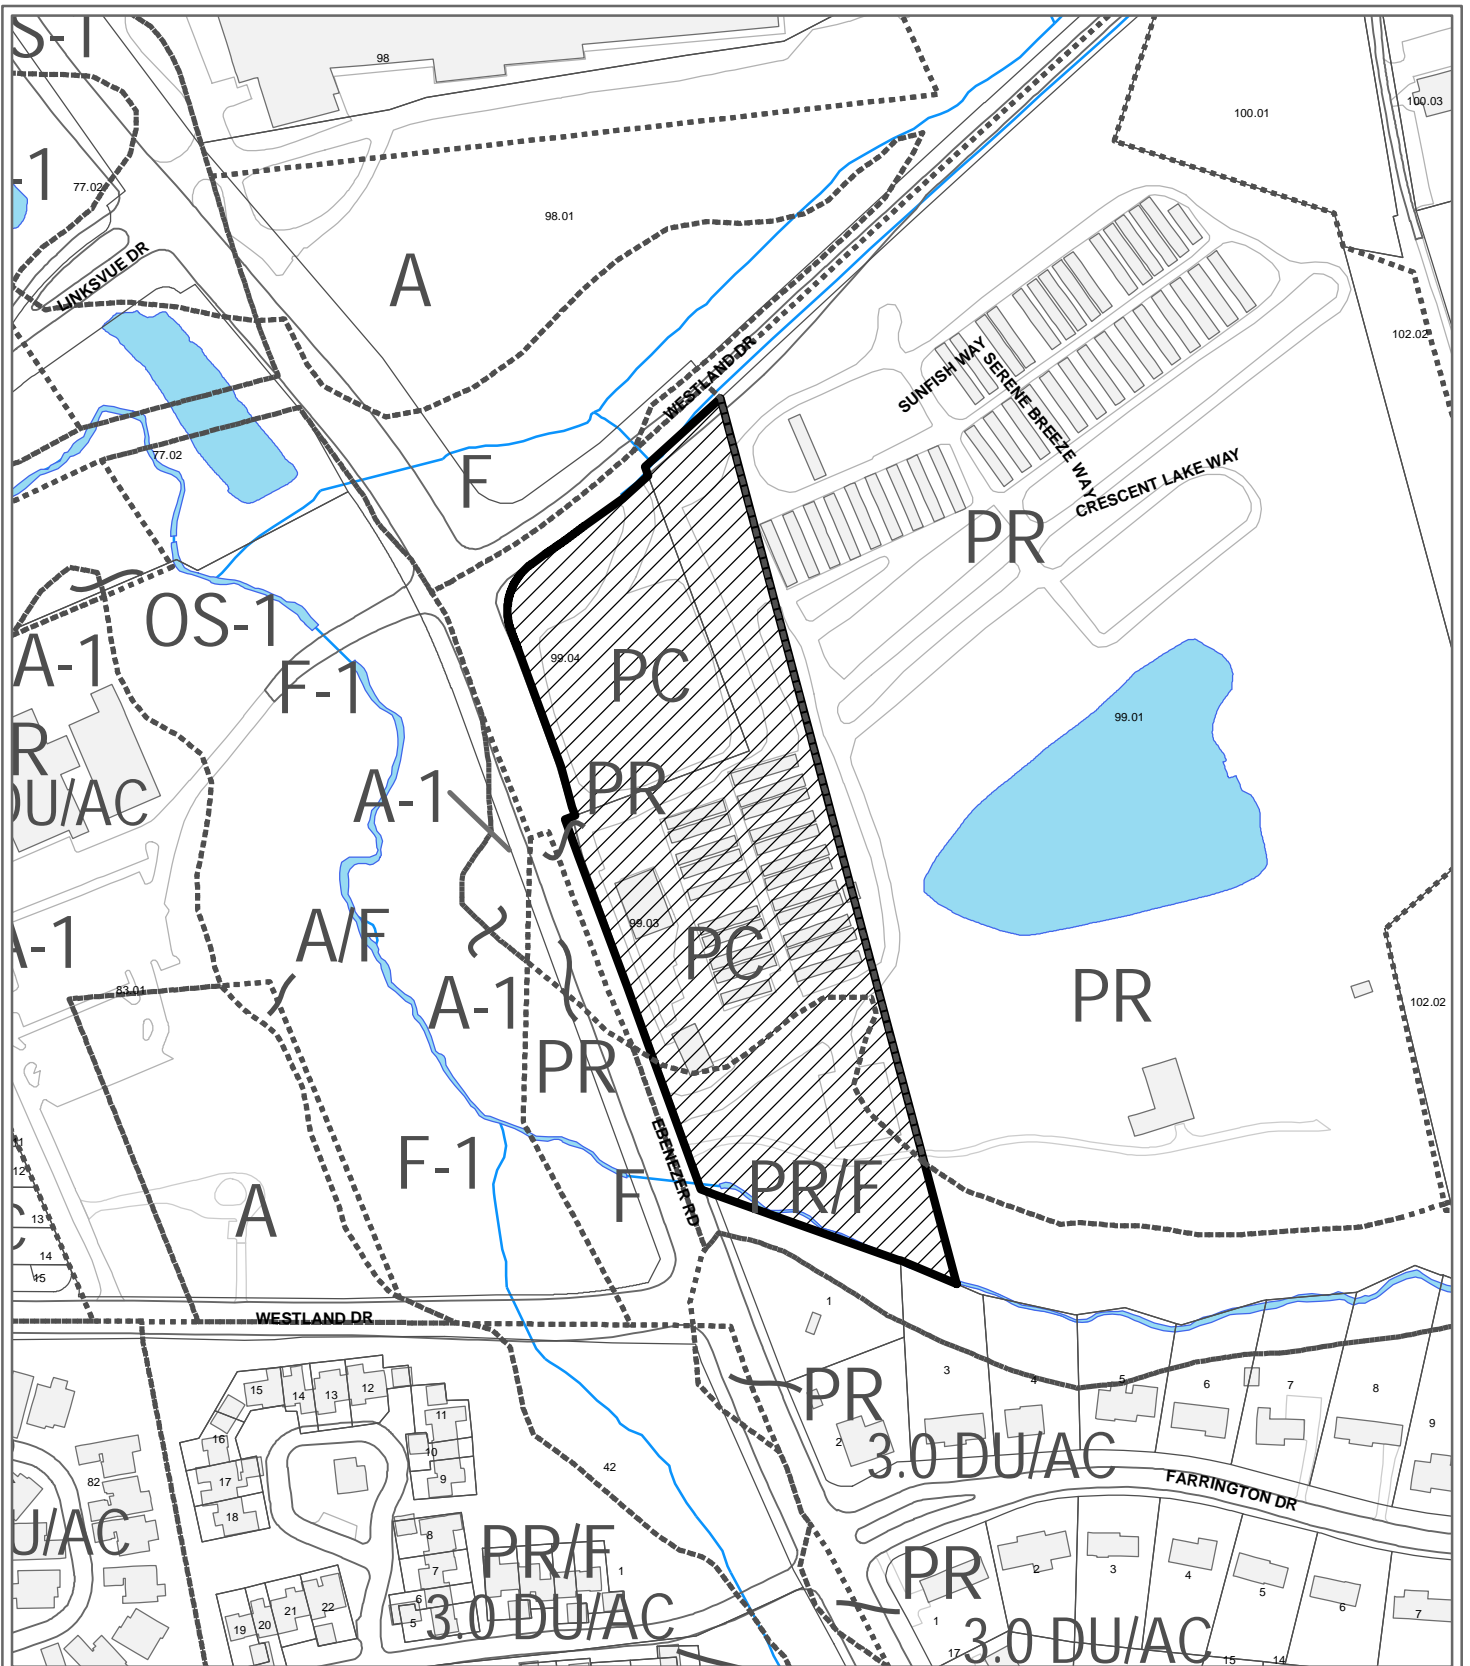 S-1
98
100.01
100.03
-1
77.02
98.01
LINKSVUE DR
A
102.02
WESTLAND DR
SUNFISH WAY
SERENE BREEZE WAY
CRESCENT LAKE WAY
77.02
F
PR
OS-1
A-1
F-1
99.04
PC
99.01
R
DU/AC
A-1
PR
A/F
A-1
99.03
PC
83.01
A-1
PR
PR
102.02
EBENEZER RD
F-1
F
PR/F
A
11
12
13
14
15
C
WESTLAND DR
1
PR
3
4
5
6
7
8
9
2
3.0 DU/AC
FARRINGTON DR
15
14
13
12
11
10
9
16
17
18
82
42
U/AC
8
7
6
5
PR/F
3.0 DU/AC
1
19
20
21
22
PR
3.0 DU/AC
1
2
3
4
5
6
7
17
15
14